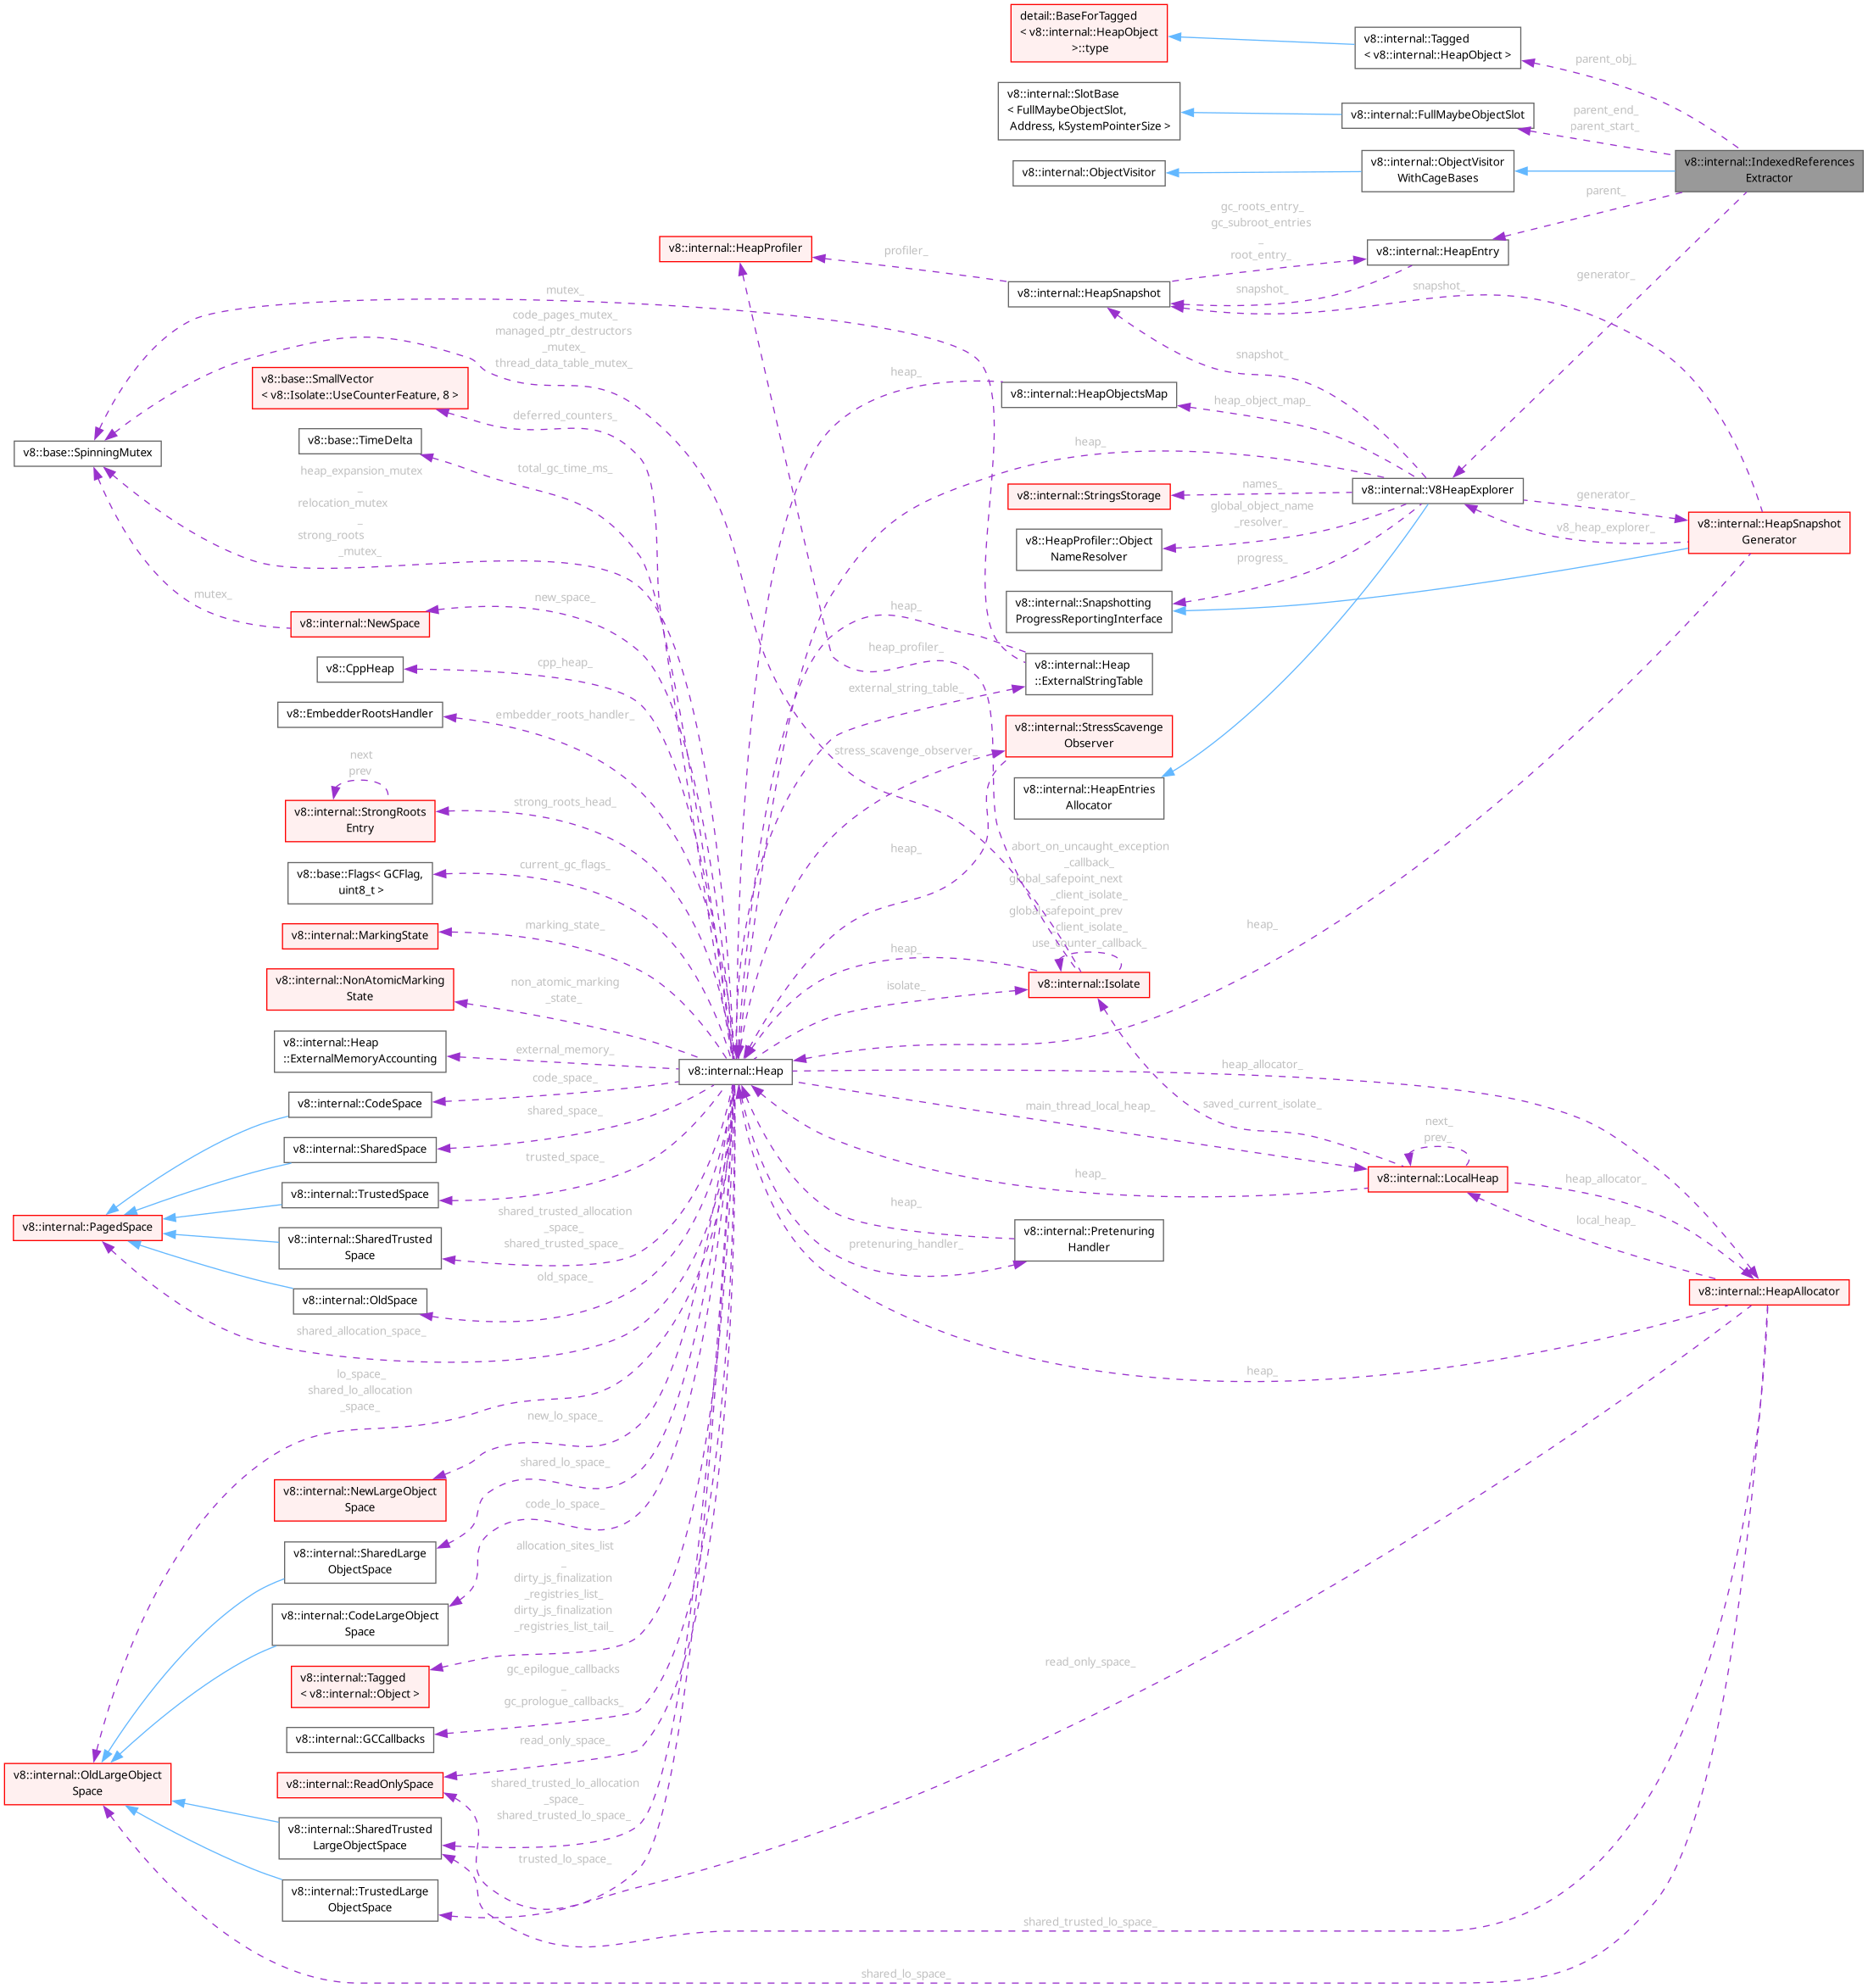 detail::BaseForTagged
< v8::internal::HeapObject
>::type
v8::internal::Tagged
< v8::internal::HeapObject >
parent_obj_
v8::internal::SlotBase
< FullMaybeObjectSlot,
Address, kSystemPointerSize >
v8::internal::FullMaybeObjectSlot
parent_end_
parent_start_
v8::internal::ObjectVisitor
v8::internal::ObjectVisitor
WithCageBases
v8::internal::IndexedReferences
Extractor
parent_
v8::internal::HeapProfiler
profiler_
gc_roots_entry_
gc_subroot_entries
_
root_entry_
v8::internal::HeapEntry
v8::internal::HeapSnapshot
snapshot_
snapshot_
generator_
mutex_
code_pages_mutex_
managed_ptr_destructors
_mutex_
thread_data_table_mutex_
snapshot_
v8::base::SmallVector
< v8::Isolate::UseCounterFeature, 8 >
heap_
v8::internal::HeapObjectsMap
heap_object_map_
deferred_counters_
v8::base::TimeDelta
v8::base::SpinningMutex
heap_
heap_expansion_mutex
_
relocation_mutex
_
strong_roots
_mutex_
total_gc_time_ms_
v8::internal::StringsStorage
names_
v8::internal::V8HeapExplorer
generator_
global_object_name
_resolver_
v8_heap_explorer_
v8::internal::HeapSnapshot
Generator
v8::HeapProfiler::Object
NameResolver
progress_
mutex_
v8::internal::NewSpace
new_space_
heap_
v8::internal::Snapshotting
ProgressReportingInterface
v8::CppHeap
cpp_heap_
heap_profiler_
v8::internal::Heap
::ExternalStringTable
external_string_table_
v8::EmbedderRootsHandler
embedder_roots_handler_
v8::internal::StressScavenge
Observer
stress_scavenge_observer_
next
prev
v8::internal::HeapEntries
Allocator
v8::internal::StrongRoots
Entry
strong_roots_head_
v8::base::Flags< GCFlag,
uint8_t >
current_gc_flags_
heap_
abort_on_uncaught_exception
_callback_
global_safepoint_next
_client_isolate_
global_safepoint_prev
_client_isolate_
use_counter_callback_
v8::internal::MarkingState
marking_state_
heap_
heap_
v8::internal::NonAtomicMarking
State
non_atomic_marking
_state_
isolate_
v8::internal::Isolate
v8::internal::Heap
::ExternalMemoryAccounting
external_memory_
v8::internal::Heap
heap_allocator_
code_space_
v8::internal::CodeSpace
shared_space_
main_thread_local_heap_
saved_current_isolate_
next_
prev_
v8::internal::SharedSpace
trusted_space_
v8::internal::LocalHeap
heap_allocator_
v8::internal::TrustedSpace
heap_
heap_
v8::internal::PagedSpace
shared_trusted_allocation
_space_
shared_trusted_space_
v8::internal::SharedTrusted
Space
pretenuring_handler_
v8::internal::Pretenuring
Handler
local_heap_
old_space_
v8::internal::OldSpace
v8::internal::HeapAllocator
shared_allocation_space_
heap_
lo_space_
shared_lo_allocation
_space_
new_lo_space_
shared_lo_space_
v8::internal::NewLargeObject
Space
code_lo_space_
v8::internal::SharedLarge
ObjectSpace
allocation_sites_list
_
dirty_js_finalization
_registries_list_
dirty_js_finalization
_registries_list_tail_
v8::internal::CodeLargeObject
Space
read_only_space_
v8::internal::Tagged
< v8::internal::Object >
gc_epilogue_callbacks
_
gc_prologue_callbacks_
v8::internal::GCCallbacks
read_only_space_
v8::internal::OldLargeObject
Space
v8::internal::ReadOnlySpace
shared_trusted_lo_allocation
_space_
shared_trusted_lo_space_
v8::internal::SharedTrusted
LargeObjectSpace
trusted_lo_space_
v8::internal::TrustedLarge
ObjectSpace
shared_trusted_lo_space_
shared_lo_space_